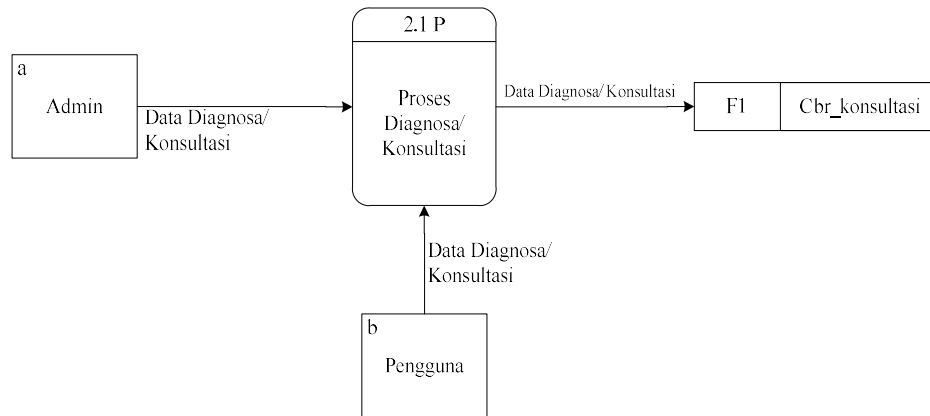 2.1 P
a
Admin
Data Diagnosa/
Konsultasi
Proses
Diagnosa/
Konsultasi
Data Diagnosa/ Konsultasi
F1
Cbr_konsultasi
Data Diagnosa/
Konsultasi
b
Pengguna